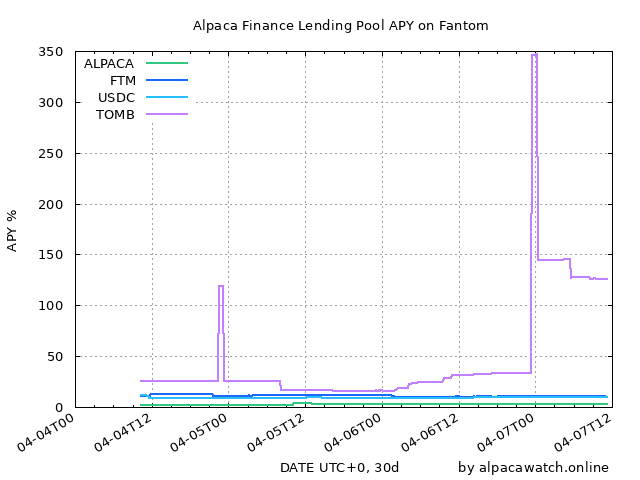 Alpaca Finance Lending Pool APY on Fantom
350
300
250
200
150
100
50
0
APY %
ALPACA
FTM
USDC
TOMB
04-04T00
04-04T12
04-05T00
04-05T12
04-06T00
04-06T12
04-07T00
04-07T12
DATE UTC+0, 30d
by alpacawatch.online